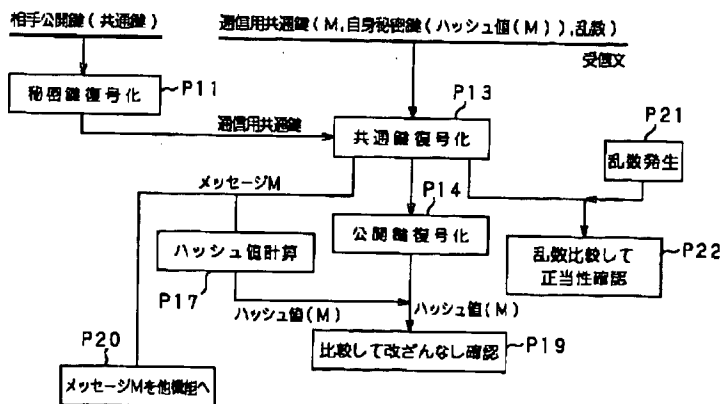 相手公開鍵(共通鍵)
通信用共通鍵(M,自身秘密鍵(ハッシュ値(M)),乱数)
受信文
秘密鍵復号化
P11
P13
通信用共通鍵
共通鍵復号化
P21
乱数発生
メッセージM
P14
公開鍵復号化
ハッシュ値計算
P17
乱数比較して
正当性確認
P22
ハッシュ値(M)
ハッシュ値(M)
P20
比較して改ざんなし確認
P19
メッセージMを他機能へ